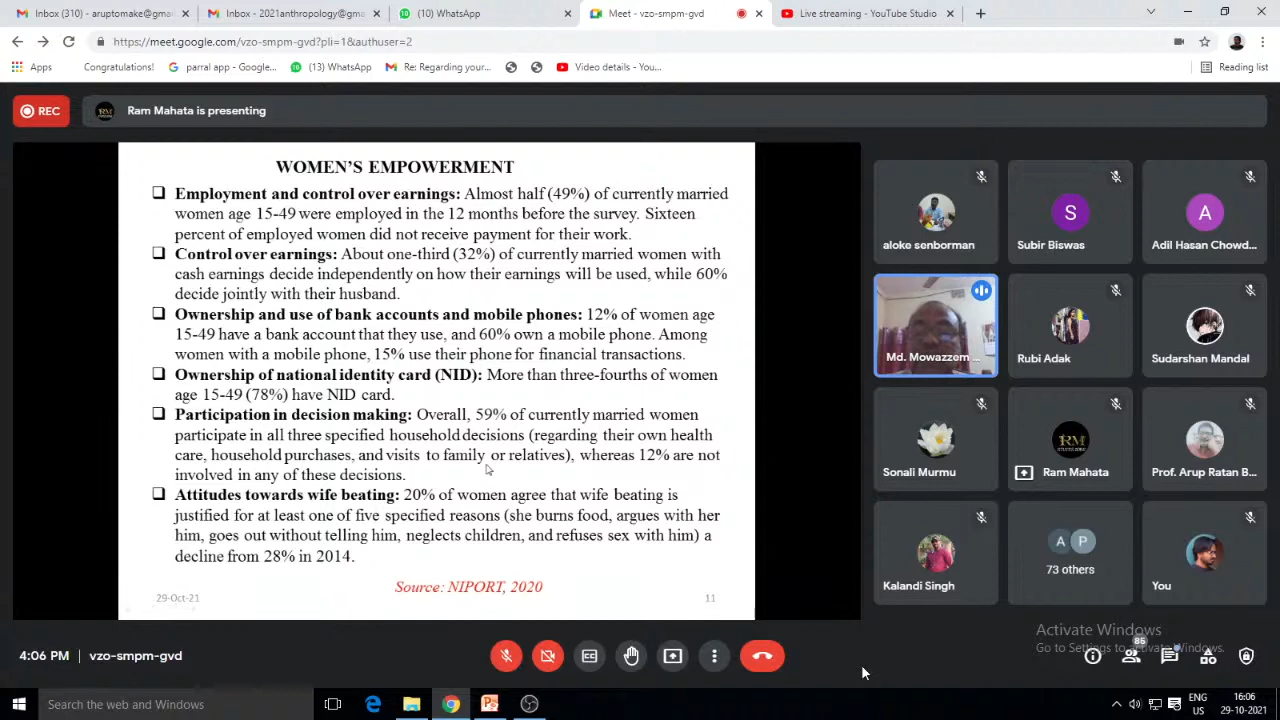 Inbox - aruptomake@gmail.c
Inbox - 2021anthropology@gma
(10) WhatsApp
Meet - vzo-smpm-gvd
Live streaming - YouTube Studio
https://meet.google.com/vzo-smpm-gvd?pli=1&authuser=2
Apps
Congratulations!
parral app - Google...
(13) WhatsApp
Re: Regarding your...
Video details - You...
Reading list
REC
RM
Ram Mahata is presenting
WOMEN'S EMPOWERMENT
❑ Employment and control over earnings: Almost half (49%) of currently married
women age 15-49 were employed in the 12 months before the survey. Sixteen
percent of employed women did not receive payment for their work.
❑ Control over earnings: About one-third (32%) of currently married women with
cash earnings decide independently on how their earnings will be used, while 60%
decide jointly with their husband.
❑ Ownership and use of bank accounts and mobile phones: 12% of women age
15-49 have a bank account that they use, and 60% own a mobile phone. Among
women with a mobile phone, 15% use their phone for financial transactions.
❑ Ownership of national identity card (NID): More than three-fourths of women
age 15-49 (78%) have NID card.
❑ Participation in decision making: Overall, 59% of currently married women
participate in all three specified household decisions (regarding their own health
care, household purchases, and visits to family or relatives), whereas 12% are not
involved in any of these decisions.
❑ Attitudes towards wife beating: 20% of women agree that wife beating is
justified for at least one of five specified reasons (she burns food, argues with her
him, goes out without telling him, neglects children, and refuses sex with him) a
decline from 28% in 2014.
Source: NIPORT, 2020
29-Oct-21
11
aloke senborman
S
Subir Biswas
A
Adil Hasan Chowd...
Md. Mowazzem ...
Rubi Adak
Sudarshan Mandal
Sonali Murmu
RM
Ram Mahata
Prof. Arup Ratan B...
Kalandi Singh
A P
73 others
You
Activate Windows
Go to Settings to activate Windows.
4:06 PM | vzo-smpm-gvd
85
Search the web and Windows
ENG
US
16:06
29-10-2021